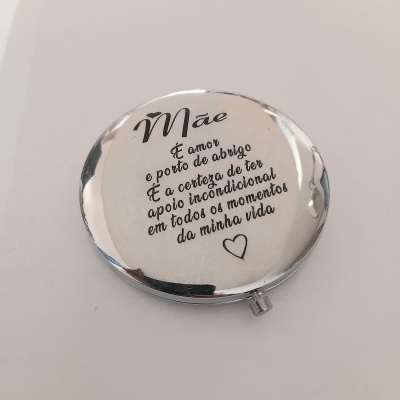 Mãe
É amor
e porto de abrigo
É a certeza de ter
apoio incondicional
em todos os momentos
da minha vida